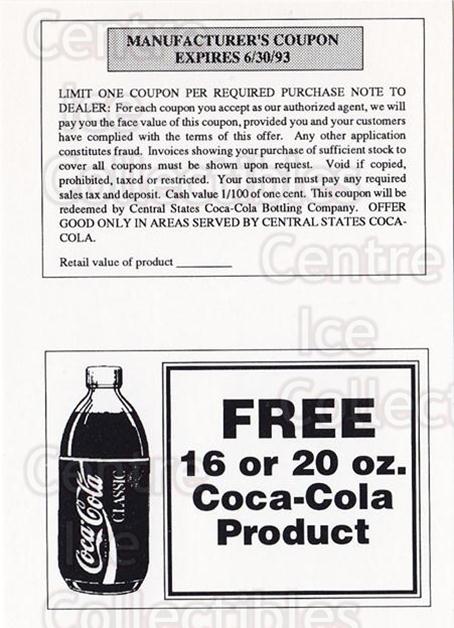 MANUFACTURER'S COUPON
EXPIRES 6/30/93
LIMIT ONE COUPON PER REQUIRED PURCHASE NOTE TO
DEALER: For each coupon you accept as our authorized agent, we will
pay you the face value of this coupon, provided you and your customers
have complied with the terms of this offer. Any other application
constitutes fraud. Invoices showing your purchase of sufficient stock to
cover all coupons must be shown upon request. Void if copied,
prohibited, taxed or restricted. Your customer must pay any required
sales tax and deposit. Cash value 1/100 of one cent. This coupon will be
redeemed by Central States Coca-Cola Bottling Company. OFFER
GOOD ONLY IN AREAS SERVED BY CENTRAL STATES COCA-
COLA.
Retail value of product ________
Coca-Cola
CLASSIC
FREE
16 or 20 oz.
Coca-Cola
Product
Centre
Ice
Collectibles
Centre
Ice
Collectibles
Centre
Ice
Collectibles